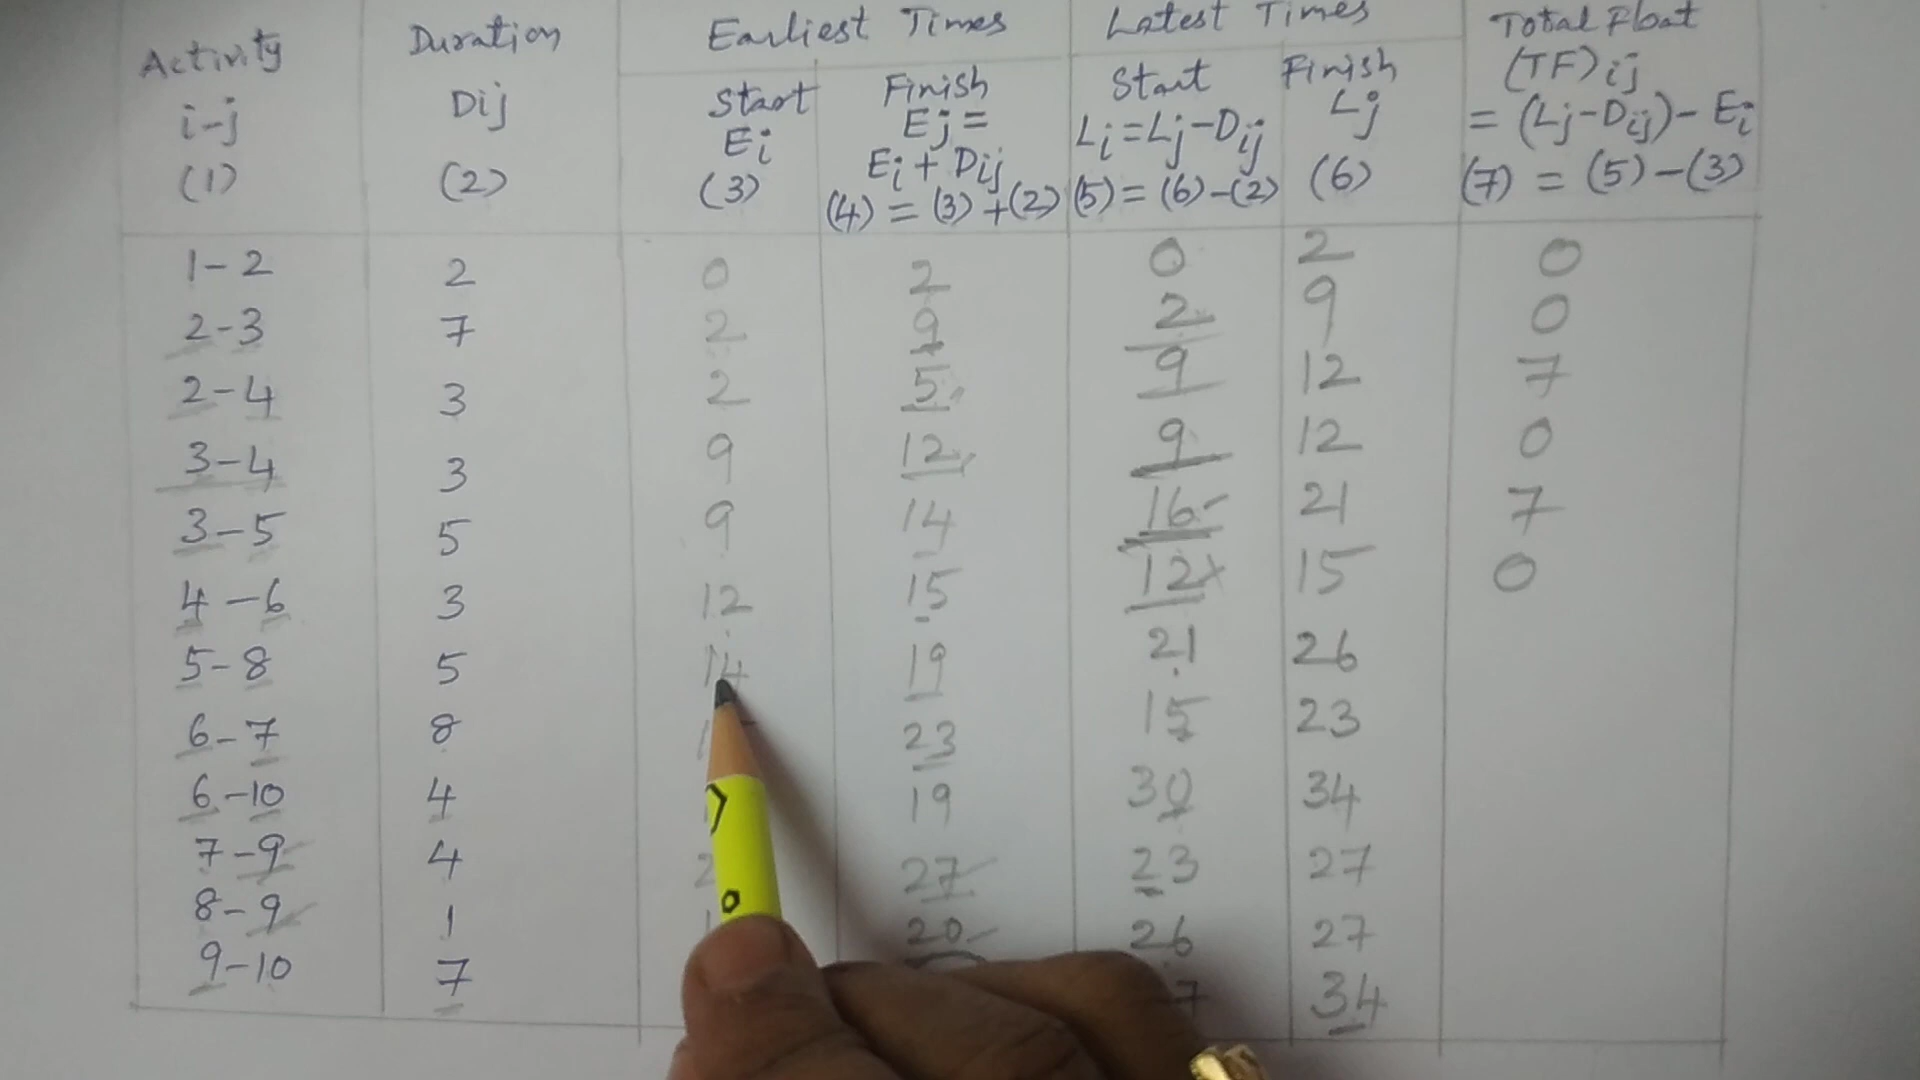 Activity Duration Earliest Times Latest Times Total Float
i-j Dij Start Finish Start Finish (TF)ij
Ei Ej= Li=Lj-Dij Lj = (Lj-Dij)-Ei
Ei+Dij
(1) (2) (3) (4) = (3)+(2) (5) = (6)-(2) (6) (7) = (5)-(3)
1-2 2 0 2 0 2 0
2-3 7 2 9 2 9 0
2-4 3 2 5 9 12 7
3-4 3 9 12 9 12 0
3-5 5 9 14 16 21 7
4-6 3 12 15 12 15 0
5-8 5 14 19 21 26
6-7 8 23 15 23
6-10 4 19 30 34
7-9 4 27 23 27
8-9 1 20 26 27
9-10 7 34